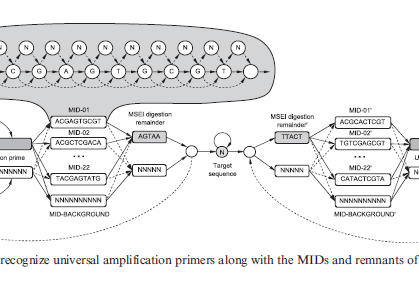 N N N N N N N N N
C G A G T G C G T
MID-01
ACGAGTGCGT
MID-02
ACGCTCGACA
...
MID-22
TACGAGTATG
NNNNNNNNNN
MID-BACKGROUND
on prime
NNNNNN
MSEI digestion
remainder
AGTAA
NNNNN
N
Target
sequence
MSEI digestion
remainder'
TTACT
NNNNN
MID-01'
ACGCACTCGT
MID-02'
TGTCGAGCGT
...
MID-22'
CATACTCGTA
NNNNNNNNNN
MID-BACKGROUND'
U
N
recognize universal amplification primers along with the MIDs and remnants of